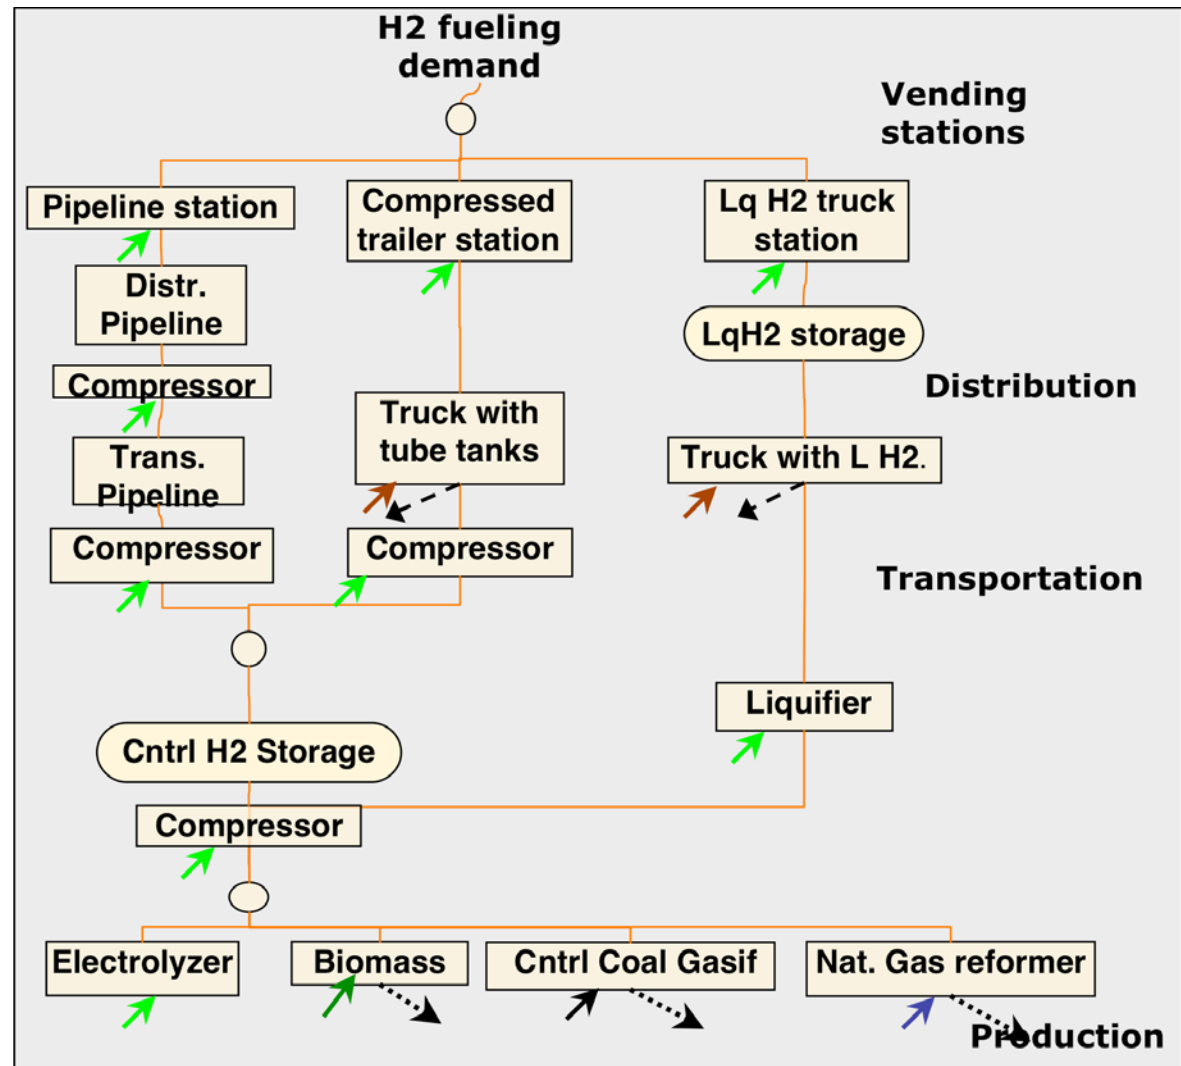 H2 fueling
demand
Vending
stations
Pipeline station
Compressed
trailer station
Lq H2 truck
station
Distr.
Pipeline
LqH2 storage
Compressor
Distribution
Truck with
tube tanks
Trans.
Pipeline
Truck with L H2.
Compressor
Compressor
Transportation
Liquifier
Cntrl H2 Storage
Compressor
Electrolyzer
Biomass
Cntrl Coal Gasif
Nat. Gas reformer
Production